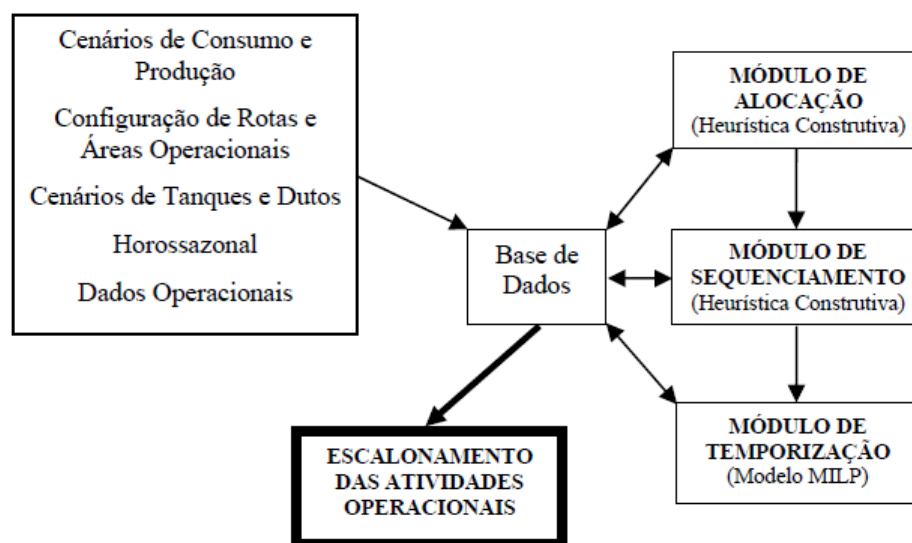 Cenários de Consumo e
Produção
Configuração de Rotas e
Áreas Operacionais
Cenários de Tanques e Dutos
Horossazonal
Dados Operacionais
Base de
Dados
MÓDULO DE
ALOCAÇÃO
(Heurística Construtiva)
MÓDULO DE
SEQUENCIAMENTO
(Heurística Construtiva)
MÓDULO DE
TEMPORIZAÇÃO
(Modelo MILP)
ESCALONAMENTO
DAS ATIVIDADES
OPERACIONAIS